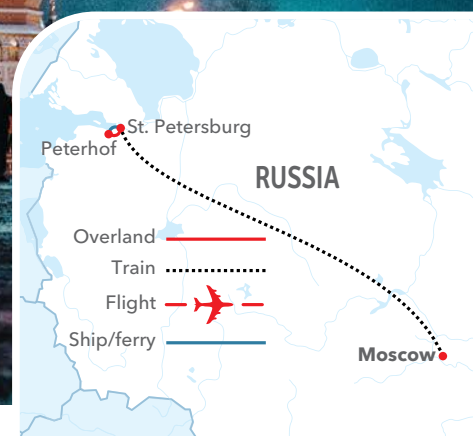 St. Petersburg
Peterhof
RUSSIA
Overland
Train
Flight
Ship/ferry
Moscow